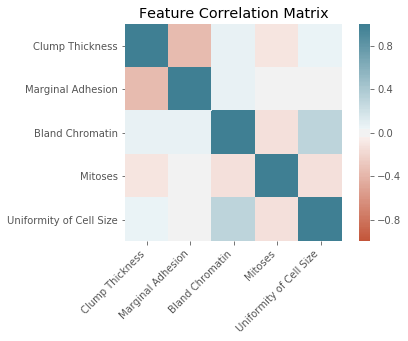 Feature Correlation Matrix
Clump Thickness
Marginal Adhesion
Bland Chromatin
Mitoses
Uniformity of Cell Size
Clump Thickness
Marginal Adhesion
Bland Chromatin
Mitoses
Uniformity of Cell Size
0.8
0.4
0.0
−0.4
−0.8